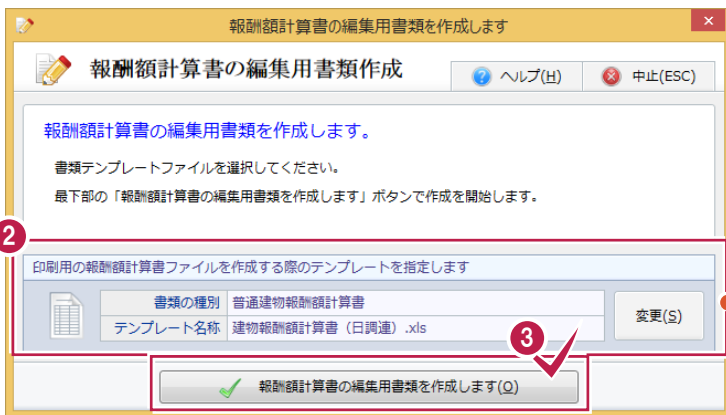 報酬額計算書の編集用書類を作成します
×
報酬額計算書の編集用書類作成
? ヘルプ(H)
中止(ESC)
報酬額計算書の編集用書類を作成します。
書類テンプレートファイルを選択してください。
最下部の「報酬額計算書の編集用書類を作成します」ボタンで作成を開始します。
2
印刷用の報酬額計算書ファイルを作成する際のテンプレートを指定します
書類の種別 普通建物報酬額計算書
テンプレート名称 建物報酬額計算書（日調連）.xls
変更(S)
3
報酬額計算書の編集用書類を作成します(O)